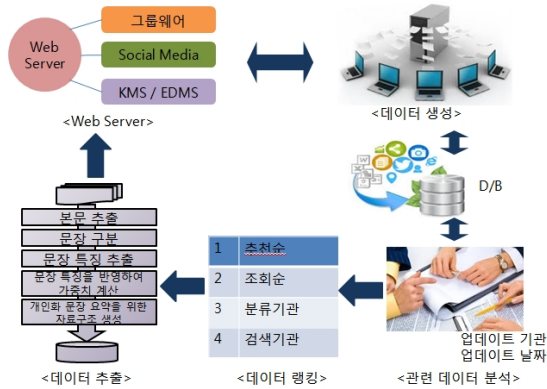 Web
Server
그룹웨어
Social Media
KMS / EDMS
<Web Server>
<데이터 생성>
D/B
업데이트 기관
업데이트 날짜
<관련 데이터 분석>
1 추천순
2 조회순
3 분류기관
4 검색기관
<데이터 랭킹>
본문 추출
문장 구분
문장 특징 추출
문장 특징을 반영하여
가중치 계산
개인화 문장 요약을 위한
자료구조 생성
<데이터 추출>